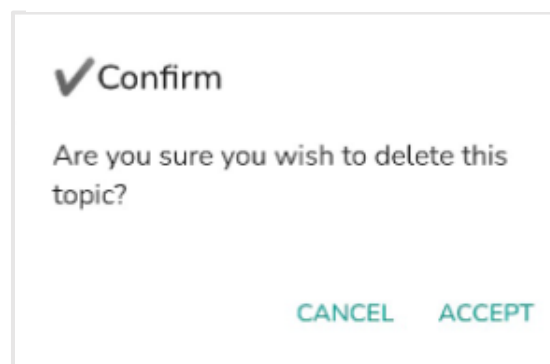 ✔Confirm
Are you sure you wish to delete this
topic?
CANCEL ACCEPT